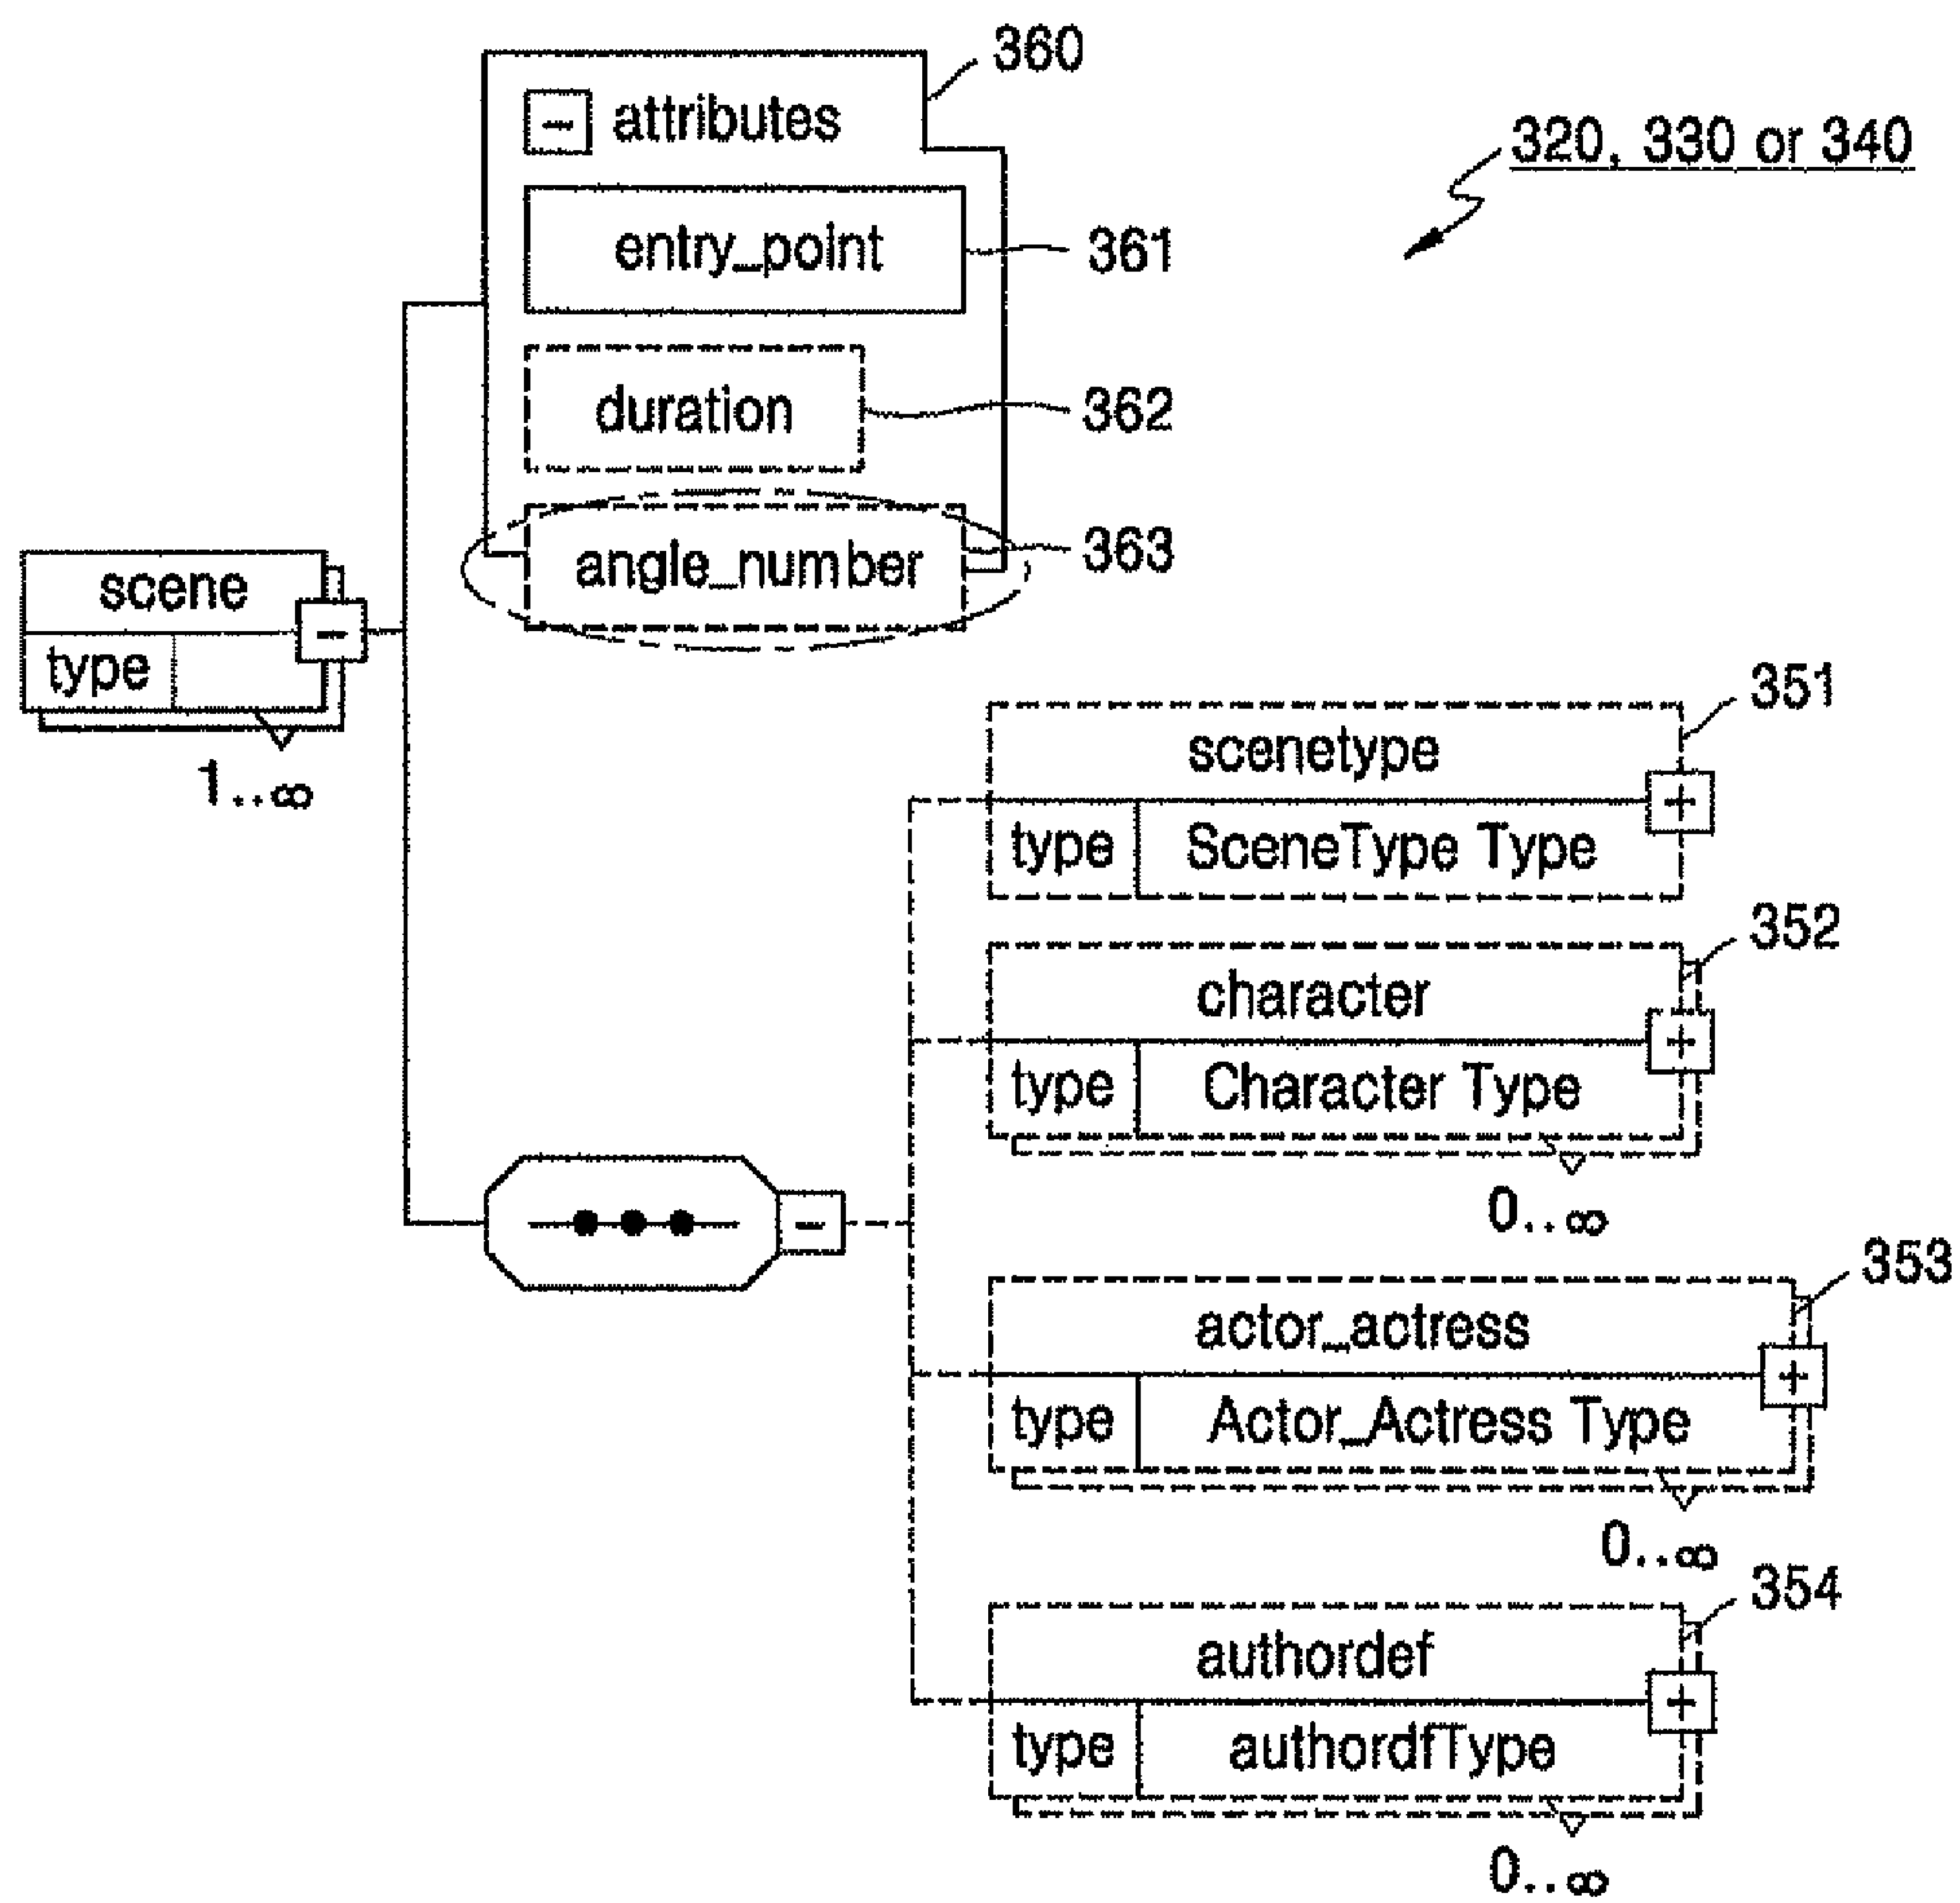 360
attributes
320, 330 or 340
entry_point
361
duration
362
angle_number
363
scene
type
1..∞
351
scenetype
type
SceneType Type
352
character
type
Character Type
0..∞
353
actor_actress
type
Actor_Actress Type
0..∞
354
authordef
type
authordfType
0..∞